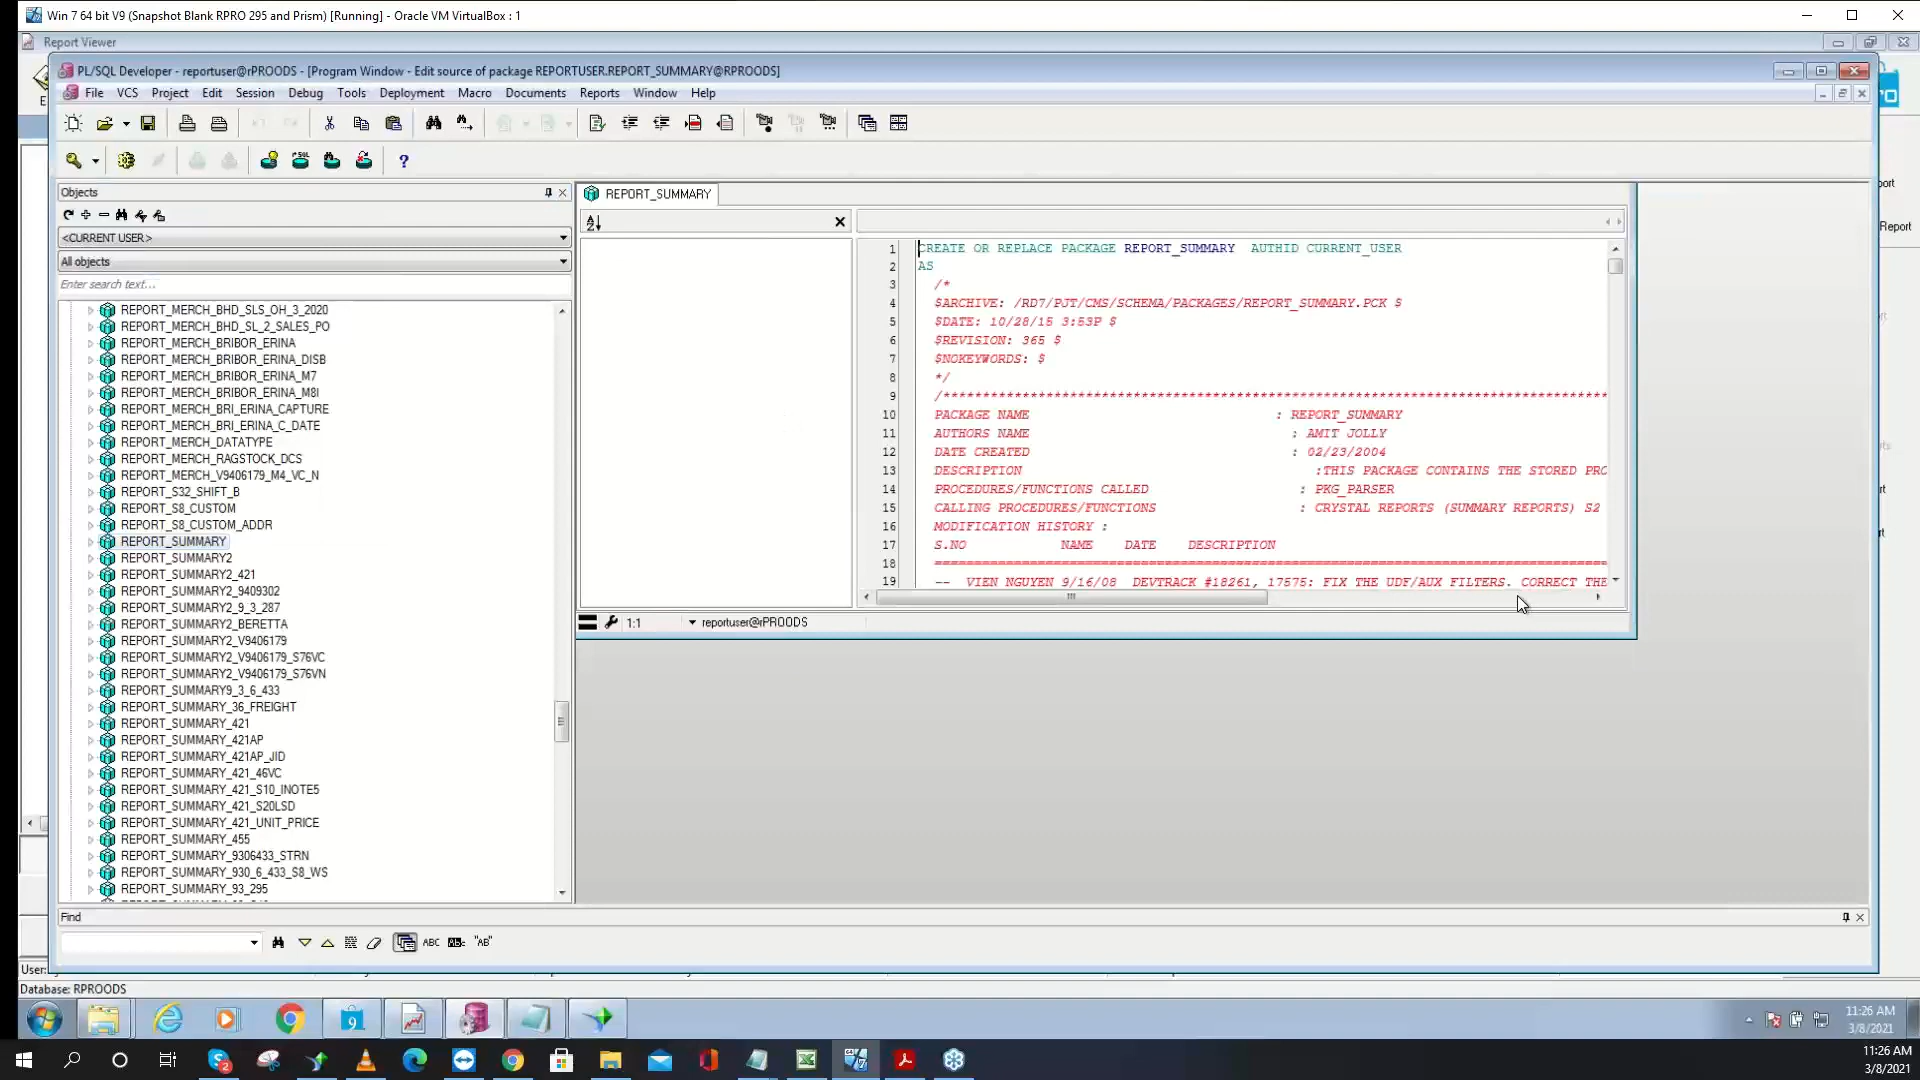 Win 7 64 bit V9 (Snapshot Blank RPRO 295 and Prism) [Running] - Oracle VM VirtualBox : 1
Report Viewer
PL/SQL Developer - reportuser@rPROODS - [Program Window - Edit source of package REPORTUSER.REPORT_SUMMARY@RPROODS]
File VCS Project Edit Session Debug Tools Deployment Macro Documents Reports Window Help
Objects
<CURRENT USER>
All objects
Enter search text...
REPORT_MERCH_BHD_SLS_OH_3_2020
REPORT_MERCH_BHD_SL_2_SALES_PO
REPORT_MERCH_BRIBOR_ERINA
REPORT_MERCH_BRIBOR_ERINA_DISB
REPORT_MERCH_BRIBOR_ERINA_M7
REPORT_MERCH_BRIBOR_ERINA_M8I
REPORT_MERCH_BRI_ERINA_CAPTURE
REPORT_MERCH_BRI_ERINA_C_DATE
REPORT_MERCH_DATATYPE
REPORT_MERCH_RAGSTOCK_DCS
REPORT_MERCH_V9406179_M4_VC_N
REPORT_S32_SHIFT_B
REPORT_S8_CUSTOM
REPORT_S8_CUSTOM_ADDR
REPORT_SUMMARY
REPORT_SUMMARY2
REPORT_SUMMARY2_421
REPORT_SUMMARY2_9409302
REPORT_SUMMARY2_9_3_287
REPORT_SUMMARY2_BERETTA
REPORT_SUMMARY2_V9406179
REPORT_SUMMARY2_V9406179_S76VC
REPORT_SUMMARY2_V9406179_S76VN
REPORT_SUMMARY9_3_6_433
REPORT_SUMMARY_36_FREIGHT
REPORT_SUMMARY_421
REPORT_SUMMARY_421AP
REPORT_SUMMARY_421AP_JID
REPORT_SUMMARY_421_46VC
REPORT_SUMMARY_421_S10_INOTE5
REPORT_SUMMARY_421_S20LSD
REPORT_SUMMARY_421_UNIT_PRICE
REPORT_SUMMARY_455
REPORT_SUMMARY_9306433_STRN
REPORT_SUMMARY_930_6_433_S8_WS
REPORT_SUMMARY_93_295
REPORT_SUMMARY
1 CREATE OR REPLACE PACKAGE REPORT_SUMMARY AUTHID CURRENT_USER
2 AS
3 /*
4 $ARCHIVE: /RD7/PJT/CMS/SCHEMA/PACKAGES/REPORT_SUMMARY.PCK $
5 $DATE: 10/28/15 3:53P $
6 $REVISION: 365 $
7 $NOKEYWORDS: $
8 */
9 /***********************************************************************************
10 PACKAGE NAME : REPORT_SUMMARY
11 AUTHORS NAME : AMIT JOLLY
12 DATE CREATED : 02/23/2004
13 DESCRIPTION :THIS PACKAGE CONTAINS THE STORED PRO
14 PROCEDURES/FUNCTIONS CALLED : PKG_PARSER
15 CALLING PROCEDURES/FUNCTIONS : CRYSTAL REPORTS (SUMMARY REPORTS) S2
16 MODIFICATION HISTORY :
17 S.NO NAME DATE DESCRIPTION
18 =====================================================================================
19 -- VIEN NGUYEN 9/16/08 DEVTRACK #18261, 17575: FIX THE UDF/AUX FILTERS. CORRECT THE
1:1 reportuser@rPROODS
ort
Report
Find
ABC "AB"
User:
Database: RPROODS
11:26 AM
3/8/2021
11:26 AM
3/8/2021